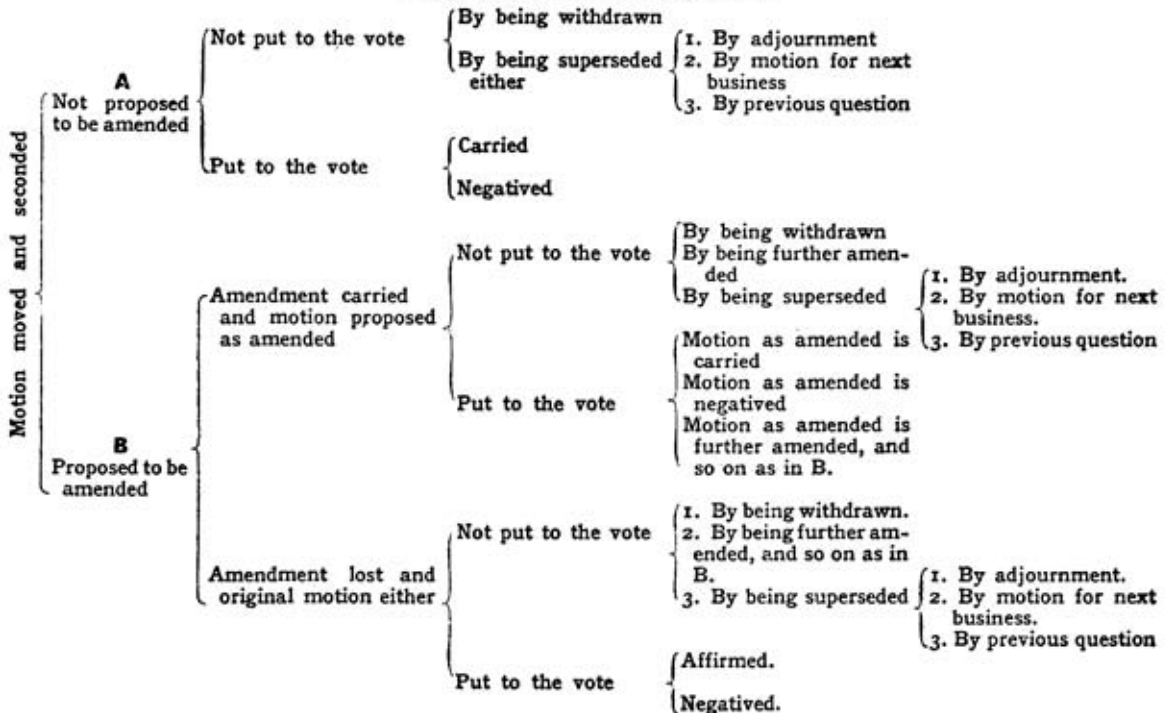 Motion moved and seconded
A
Not proposed
to be amended
Not put to the vote
By being withdrawn
By being superseded
either
1. By adjournment
2. By motion for next
business
3. By previous question
Put to the vote
Carried
Negatived
B
Proposed to be
amended
Amendment carried
and motion proposed
as amended
Not put to the vote
By being withdrawn
By being further amen-
ded
By being superseded
1. By adjournment.
2. By motion for next
business.
3. By previous question
Put to the vote
Motion as amended is
carried
Motion as amended is
negatived
Motion as amended is
further amended, and
so on as in B.
Amendment lost and
original motion either
Not put to the vote
1. By being withdrawn.
2. By being further am-
ended, and so on as in
B.
3. By being superseded
1. By adjournment.
2. By motion for next
business.
3. By previous question
Put to the vote
Affirmed.
Negatived.